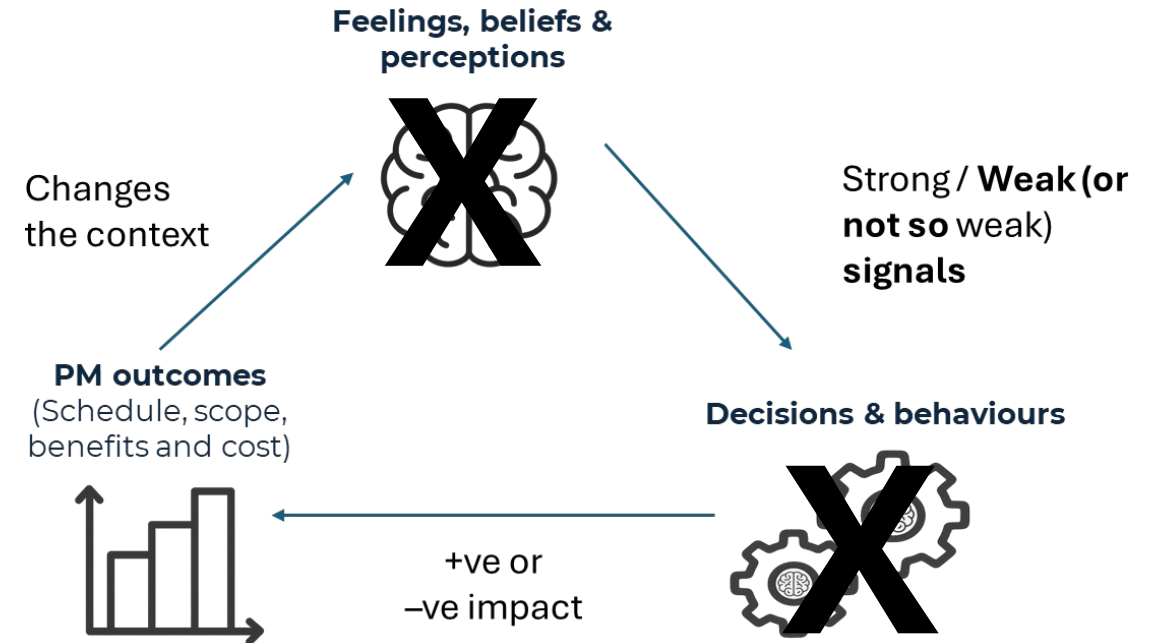 Feelings, beliefs &
perceptions
Changes
the context
Strong / Weak (or
not so weak)
signals
PM outcomes
(Schedule, scope,
benefits and cost)
Decisions & behaviours
+ve or
–ve impact
X
X